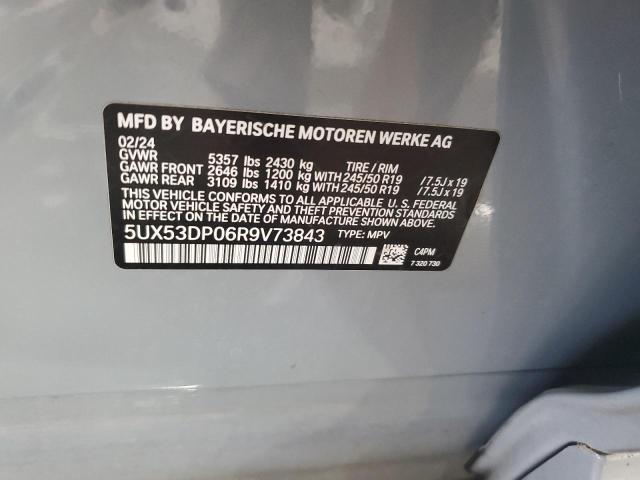 MFD BY BAYERISCHE MOTOREN WERKE AG
02/24
GVWR 5357 lbs 2430 kg TIRE / RIM
GAWR FRONT 2646 lbs 1200 kg WITH 245/50 R19 /7.5J x 19
GAWR REAR 3109 lbs 1410 kg WITH 245/50 R19 /7.5J x 19
THIS VEHICLE CONFORMS TO ALL APPLICABLE U.S. FEDERAL
MOTOR VEHICLE SAFETY, BUMPER, AND THEFT PREVENTION
STANDARDS IN EFFECT ON THE DATE OF MANUFACTURE SHOWN ABOVE.
5UX53DP06R9V73843 TYPE: MPV
C4PM
7 320 730